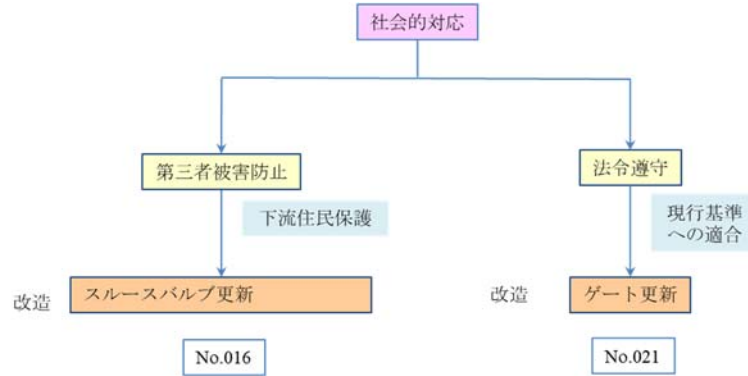 社会的対応
第三者被害防止
法令遵守
下流住民保護
現行基準
への適合
改造
スルースバルブ更新
改造
ゲート更新
No.016
No.021